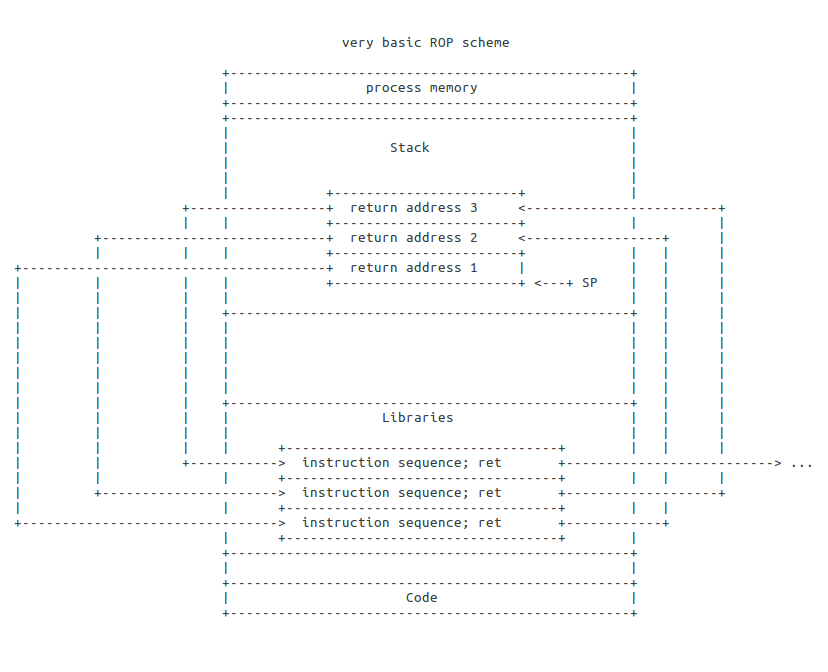 very basic ROP scheme
process memory
Stack
return address 3
return address 2
return address 1
SP
Libraries
instruction sequence; ret
...
instruction sequence; ret
instruction sequence; ret
Code